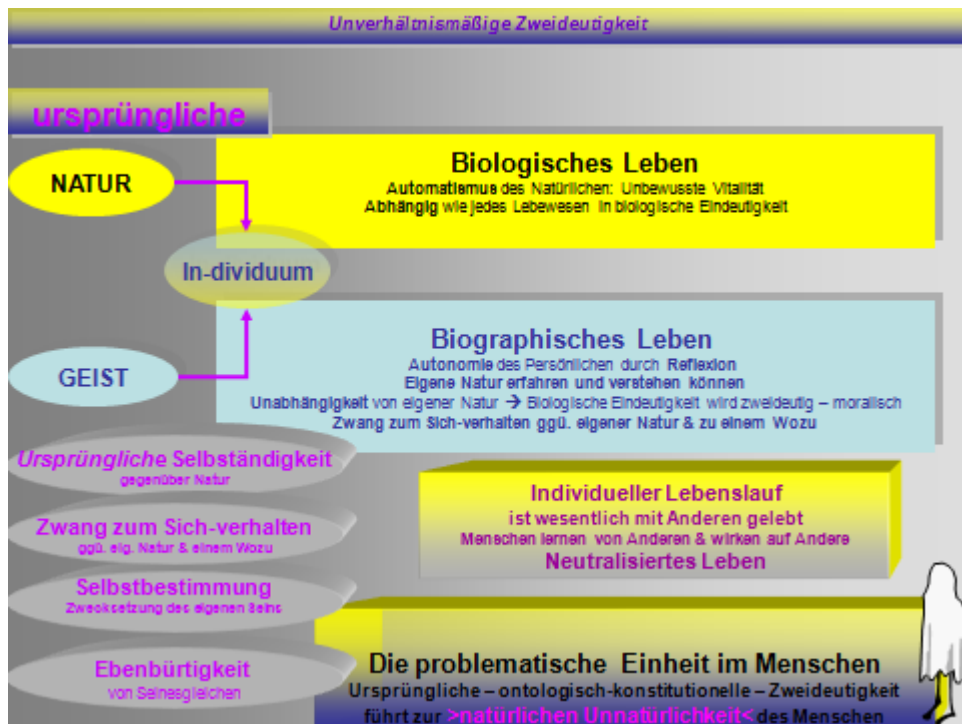 Unverhältnismäßige Zweideutigkeit
ursprüngliche
NATUR
Biologisches Leben
Automatismus des Natürlichen: Unbewusste Vitalität
Abhängig wie jedes Lebewesen in biologische Eindeutigkeit
In-dividuum
GEIST
Biographisches Leben
Autonomie des Persönlichen durch Reflexion
Eigene Natur erfahren und verstehen können
Unabhängigkeit von eigener Natur → Biologische Eindeutigkeit wird zweideutig – moralisch
Zwang zum Sich-verhalten ggü. eigener Natur & zu einem Wozu
Ursprüngliche Selbständigkeit
gegenüber Natur
Zwang zum Sich-verhalten
ggü. eig. Natur & einem Wozu
Selbstbestimmung
Zwecksetzung des eigenen Seins
Ebenbürtigkeit
von Seinesgleichen
Individueller Lebenslauf
ist wesentlich mit Anderen gelebt
Menschen lernen von Anderen & wirken auf Andere
Neutralisiertes Leben
Die problematische Einheit im Menschen
Ursprüngliche – ontologisch-konstitutionelle – Zweideutigkeit
führt zur >natürlichen Unnatürlichkeit< des Menschen